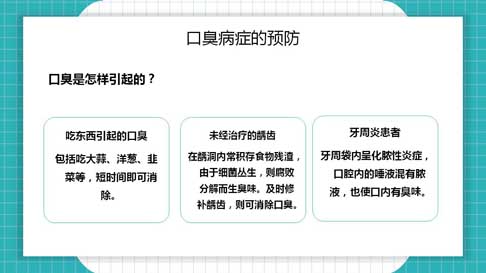 口臭病症的预防
口臭是怎样引起的？
吃东西引起的口臭
包括吃大蒜、洋葱、韭
菜等，短时间即可消
除。
未经治疗的龋齿
在龋洞内常积存食物残渣，
由于细菌丛生，则腐败
分解而生臭味。及时修
补龋齿，则可消除口臭。
牙周炎患者
牙周袋内呈化脓性炎症，
口腔内的唾液混有脓
液，也使口内有臭味。